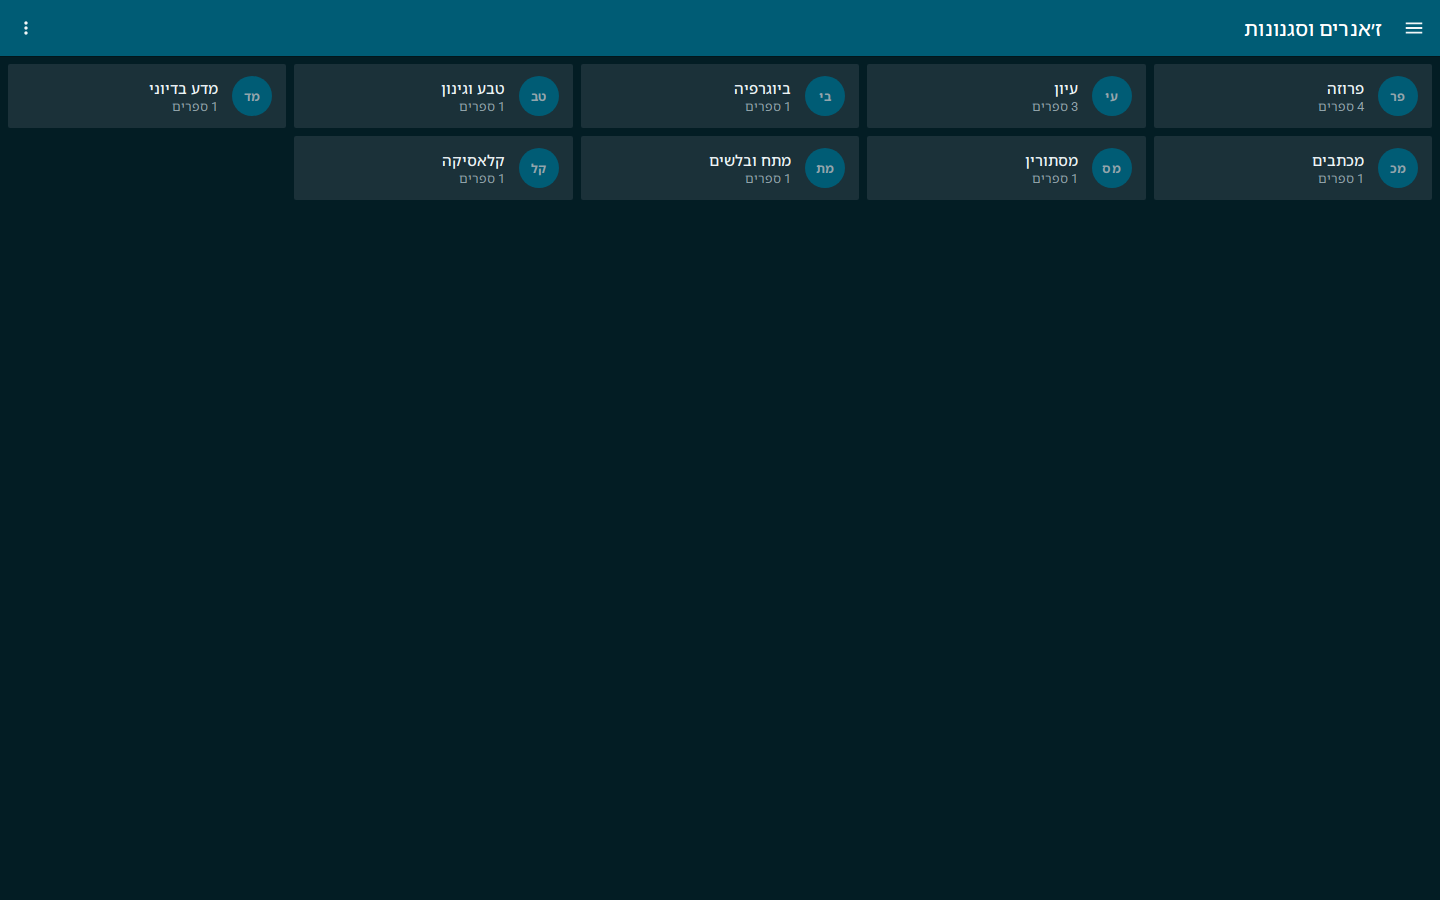 ז׳אנרים וסגנונות
פר
פרוזה
4 ספרים
עי
עיון
3 ספרים
בי
ביוגרפיה
1 ספרים
טב
טבע וגינון
1 ספרים
מד
מדע בדיוני
1 ספרים
מכ
מכתבים
1 ספרים
מס
מסתורין
1 ספרים
מת
מתח ובלשים
1 ספרים
קל
קלאסיקה
1 ספרים